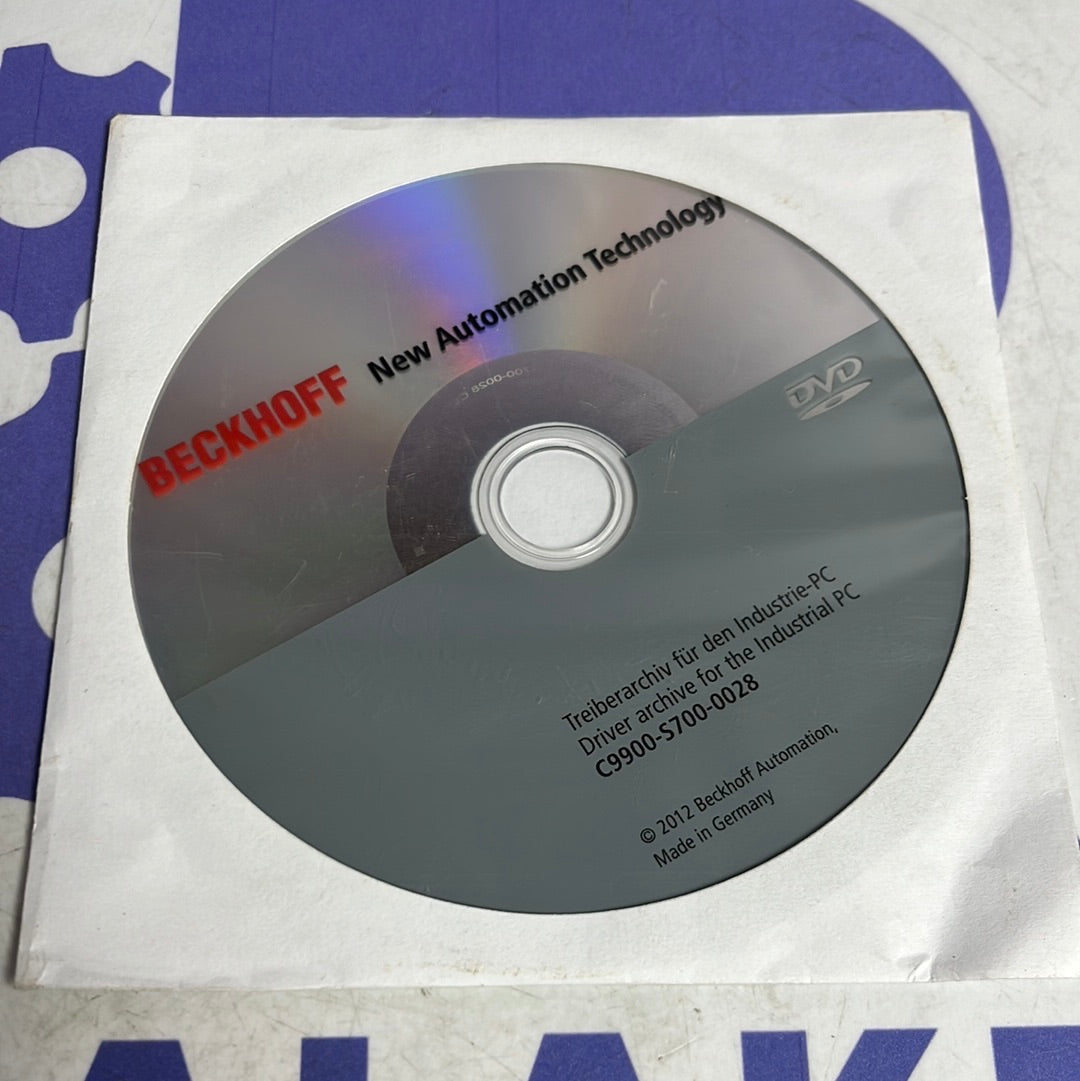 BECKHOFF New Automation Technology
DVD
Treiberarchiv für den Industrie-PC
Driver archive for the Industrial PC
C9900-S700-0028
© 2012 Beckhoff Automation,
Made in Germany